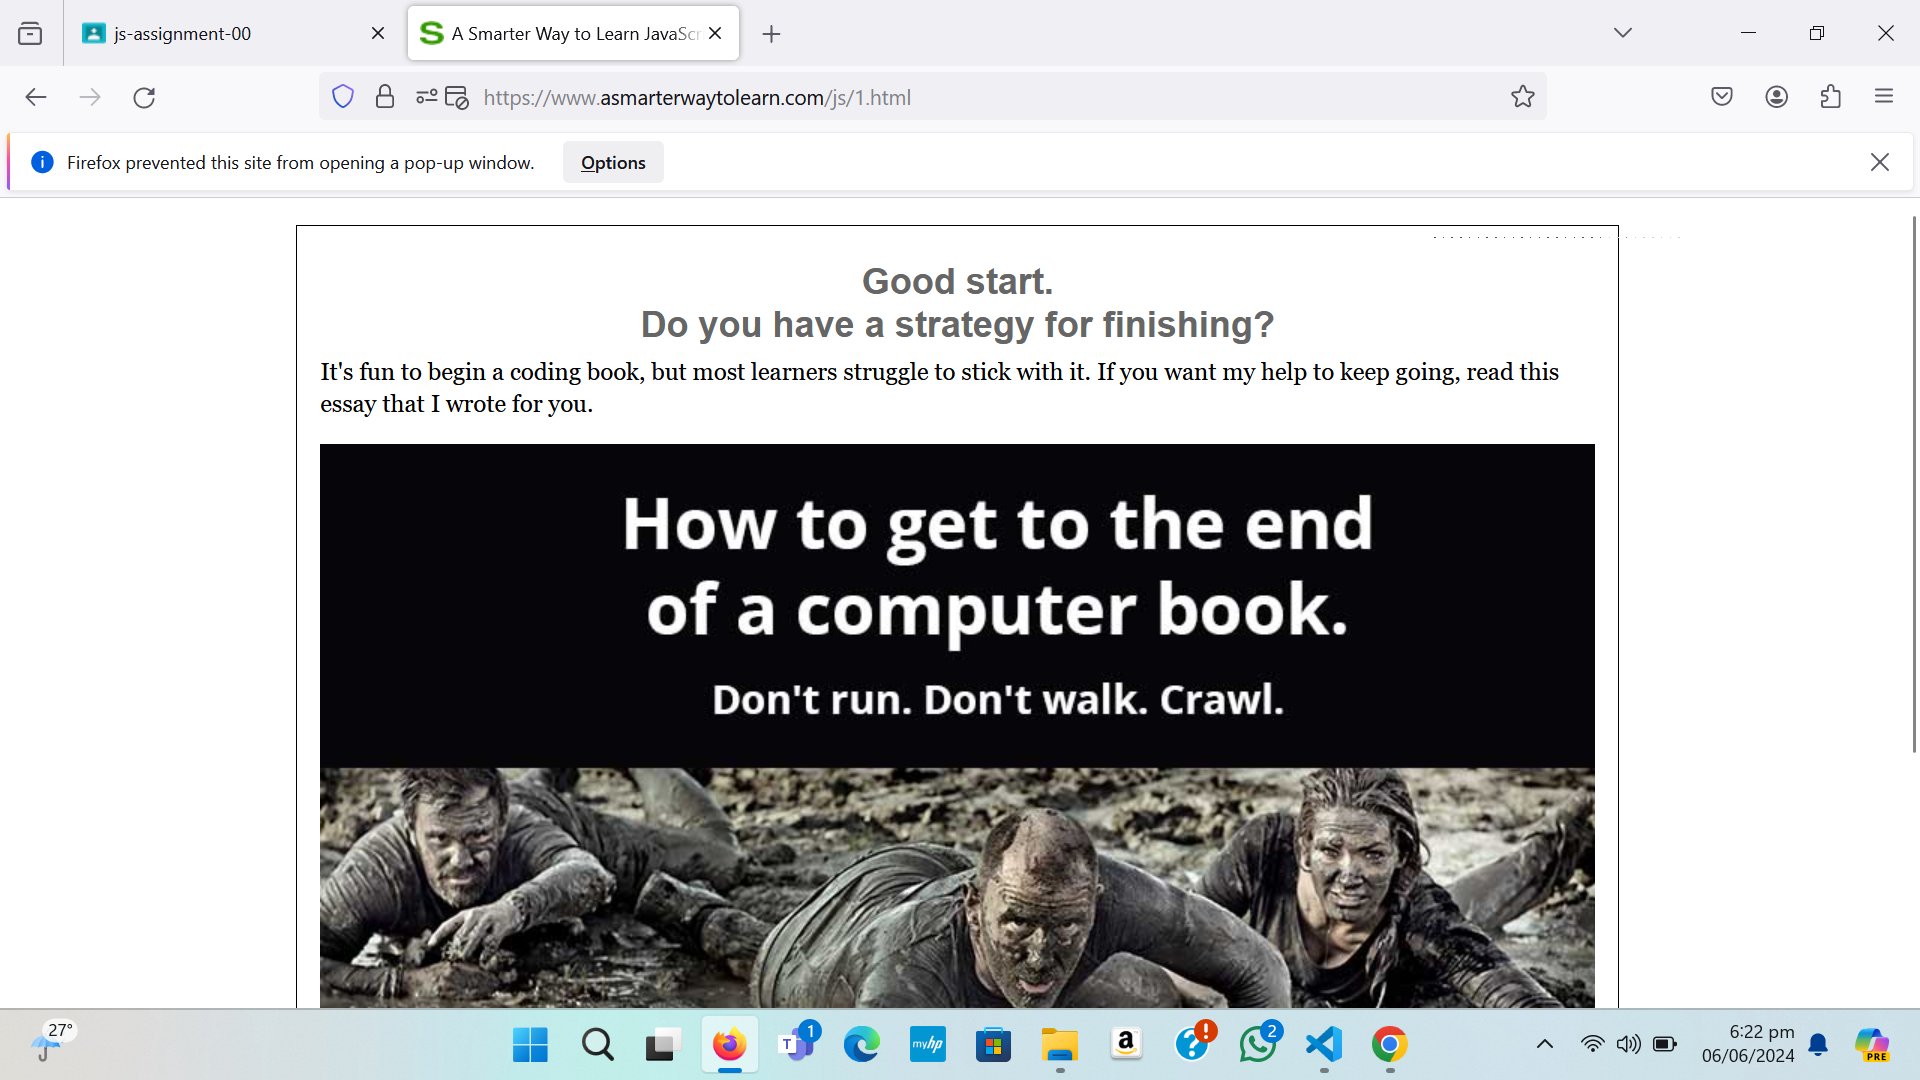 js-assignment-00
A Smarter Way to Learn JavaScr
https://www.asmarterwaytolearn.com/js/1.html
Firefox prevented this site from opening a pop-up window.
Options
Good start.
Do you have a strategy for finishing?
It's fun to begin a coding book, but most learners struggle to stick with it. If you want my help to keep going, read this
essay that I wrote for you.
How to get to the end
of a computer book.
Don't run. Don't walk. Crawl.
27°
T
1
myhp
a
2
6:22 pm
06/06/2024
PRE